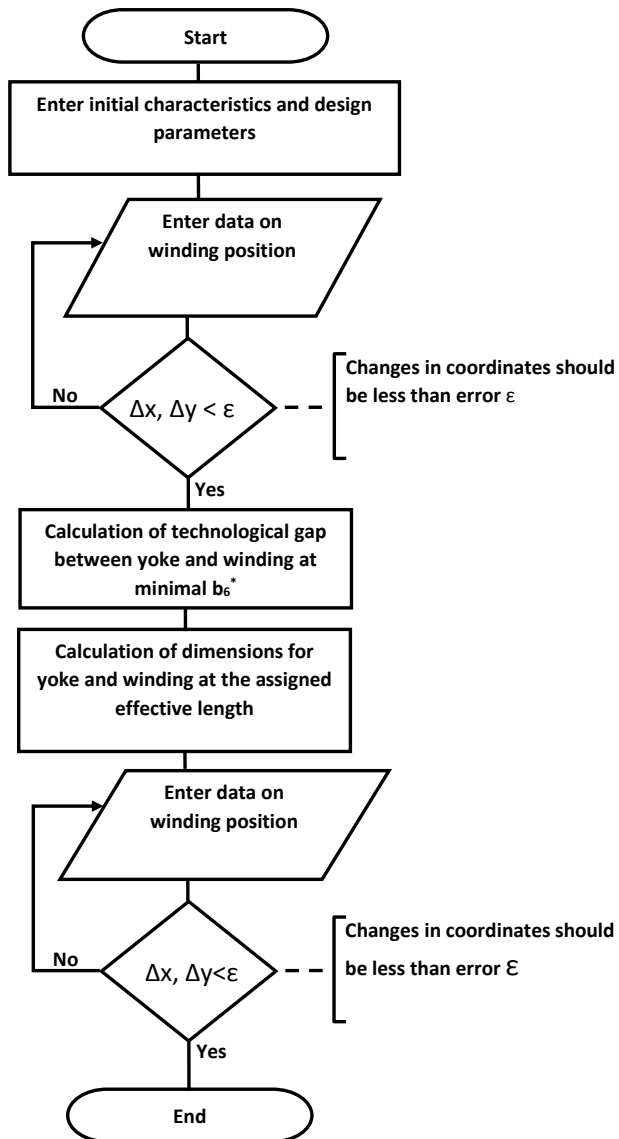 Start
Enter initial characteristics and design
parameters
Enter data on
winding position
No
Δx, Δy < ε
Changes in coordinates should
be less than error ε
Yes
Calculation of technological gap
between yoke and winding at
minimal b₆*
Calculation of dimensions for
yoke and winding at the assigned
effective length
Enter data on
winding position
No
Δx, Δy<ε
Changes in coordinates should
be less than error ε
Yes
End